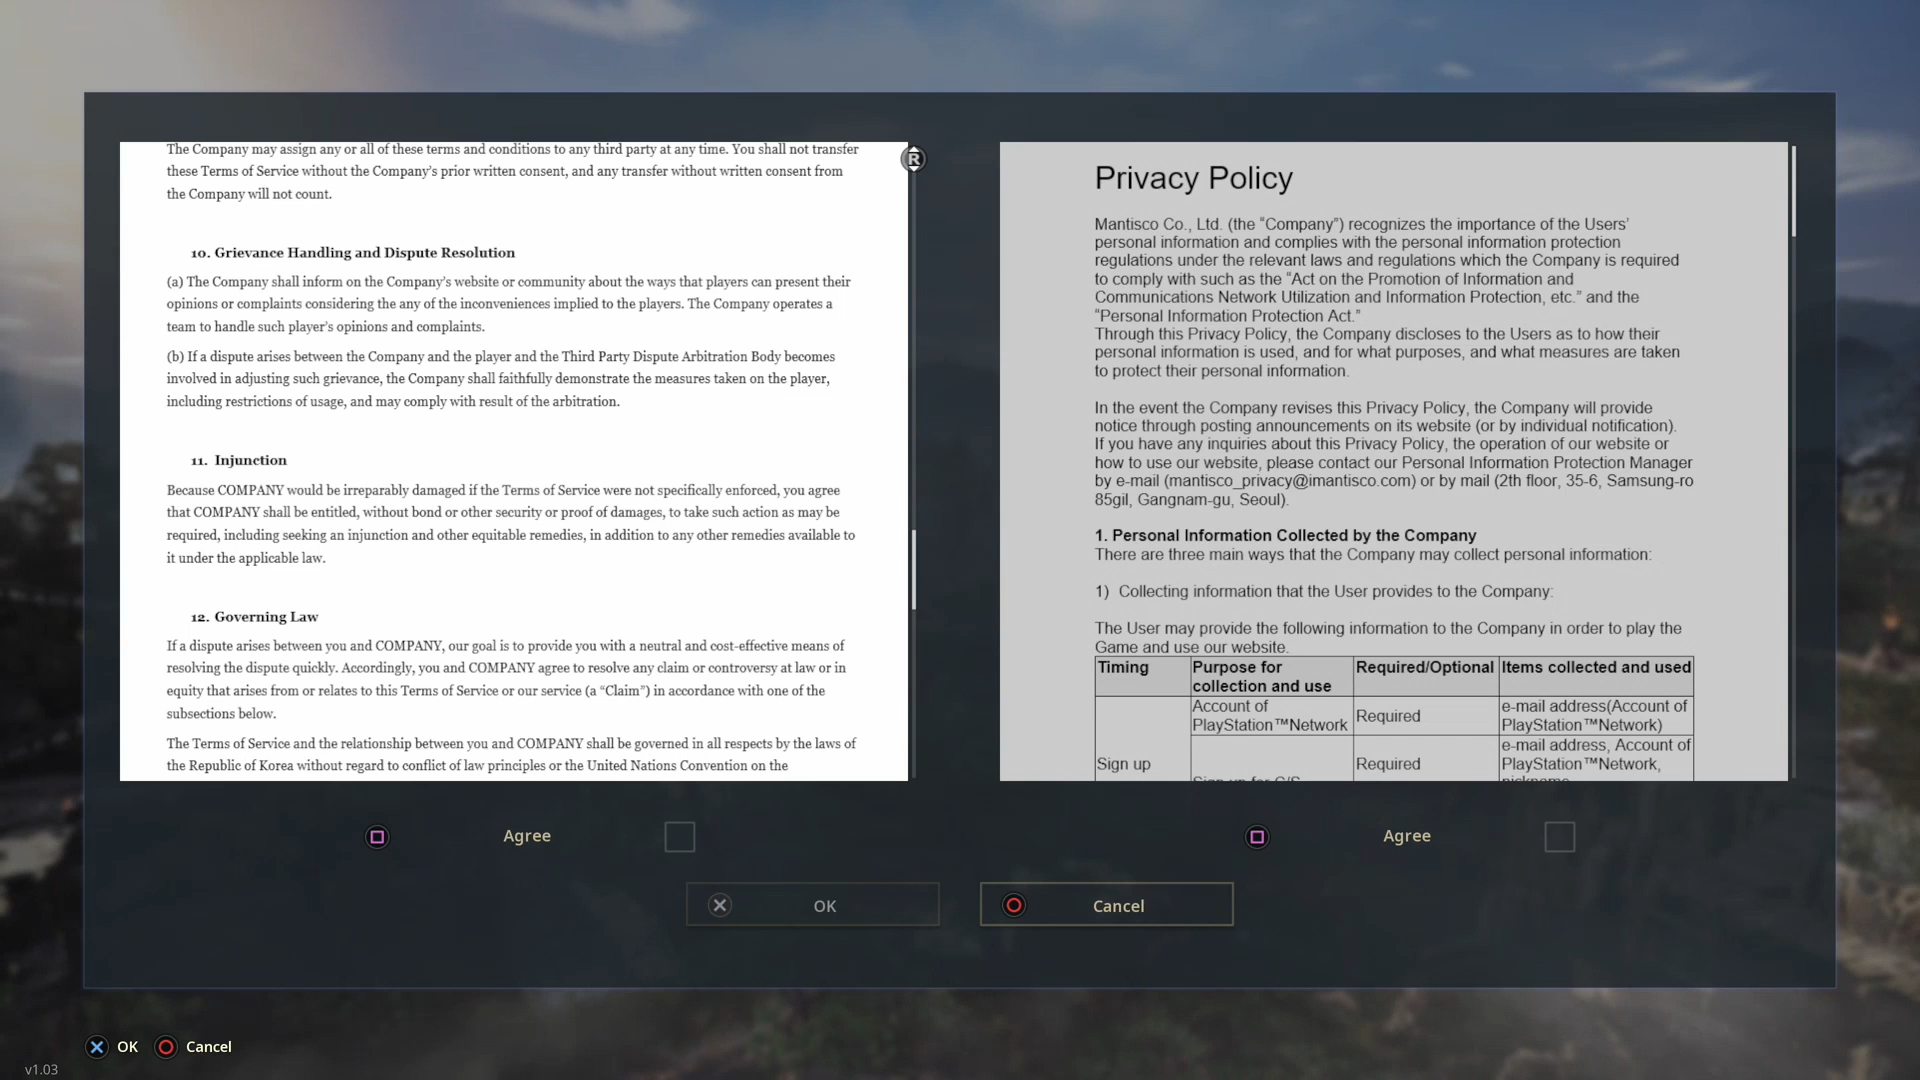 The Company may assign any or all of these terms and conditions to any third party at any time. You shall not transfer
these Terms of Service without the Company's prior written consent, and any transfer without written consent from
the Company will not count.
10. Grievance Handling and Dispute Resolution
(a) The Company shall inform on the Company's website or community about the ways that players can present their
opinions or complaints considering the any of the inconveniences implied to the players. The Company operates a
team to handle such player's opinions and complaints.
(b) If a dispute arises between the Company and the player and the Third Party Dispute Arbitration Body becomes
involved in adjusting such grievance, the Company shall faithfully demonstrate the measures taken on the player,
including restrictions of usage, and may comply with result of the arbitration.
11. Injunction
Because COMPANY would be irreparably damaged if the Terms of Service were not specifically enforced, you agree
that COMPANY shall be entitled, without bond or other security or proof of damages, to take such action as may be
required, including seeking an injunction and other equitable remedies, in addition to any other remedies available to
it under the applicable law.
12. Governing Law
If a dispute arises between you and COMPANY, our goal is to provide you with a neutral and cost-effective means of
resolving the dispute quickly. Accordingly, you and COMPANY agree to resolve any claim or controversy at law or in
equity that arises from or relates to this Terms of Service or our service (a “Claim”) in accordance with one of the
subsections below.
The Terms of Service and the relationship between you and COMPANY shall be governed in all respects by the laws of
the Republic of Korea without regard to conflict of law principles or the United Nations Convention on the
R
Privacy Policy
Mantisco Co., Ltd. (the “Company”) recognizes the importance of the Users’
personal information and complies with the personal information protection
regulations under the relevant laws and regulations which the Company is required
to comply with such as the “Act on the Promotion of Information and
Communications Network Utilization and Information Protection, etc.” and the
“Personal Information Protection Act.”
Through this Privacy Policy, the Company discloses to the Users as to how their
personal information is used, and for what purposes, and what measures are taken
to protect their personal information.
In the event the Company revises this Privacy Policy, the Company will provide
notice through posting announcements on its website (or by individual notification).
If you have any inquiries about this Privacy Policy, the operation of our website or
how to use our website, please contact our Personal Information Protection Manager
by e-mail (mantisco_privacy@imantisco.com) or by mail (2th floor, 35-6, Samsung-ro
85gil, Gangnam-gu, Seoul).
1. Personal Information Collected by the Company
There are three main ways that the Company may collect personal information:
1) Collecting information that the User provides to the Company:
The User may provide the following information to the Company in order to play the
Game and use our website.
Timing Purpose for collection and use Required/Optional Items collected and used
Sign up
Account of PlayStation™Network Required e-mail address(Account of PlayStation™Network)
Sign up for C/S Required e-mail address, Account of PlayStation™Network, nickname
Agree
Agree
OK
Cancel
OK Cancel
v1.03